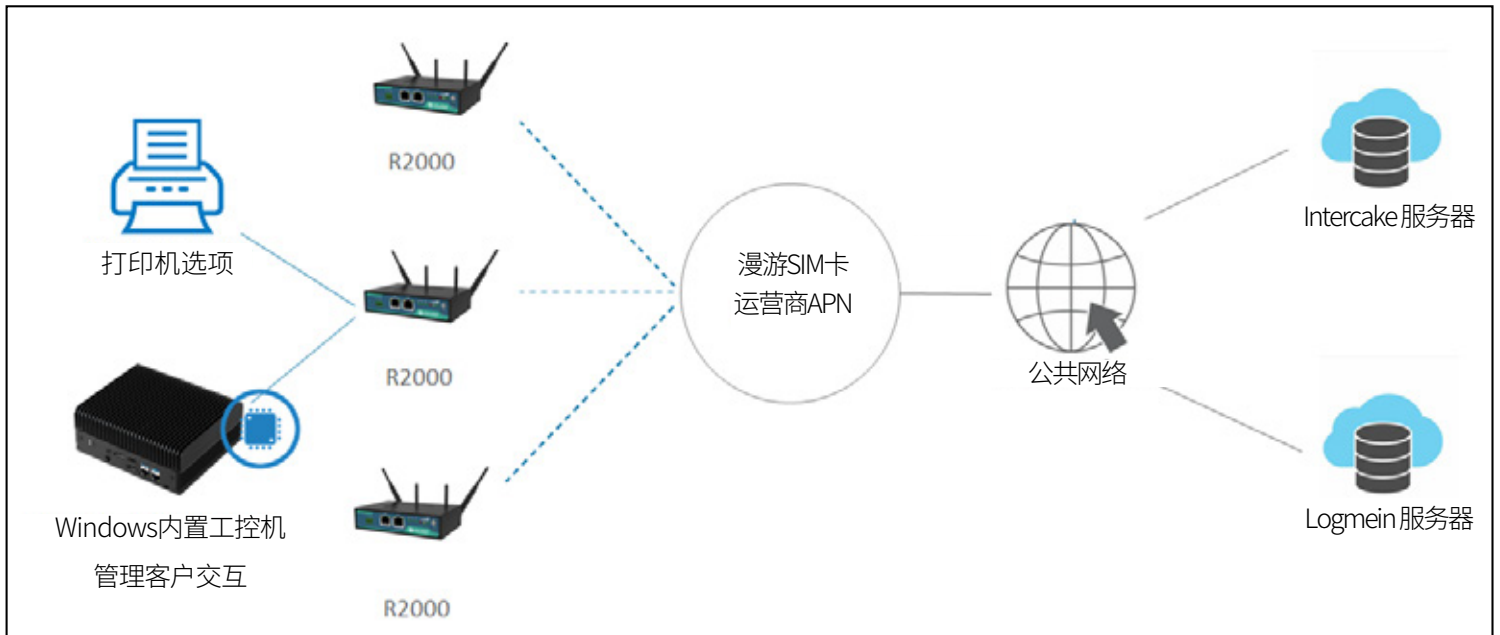 R2000
打印机选项
Windows内置工控机
管理客户交互
R2000
R2000
漫游SIM卡
运营商APN
公共网络
Intercake服务器
Logmein服务器